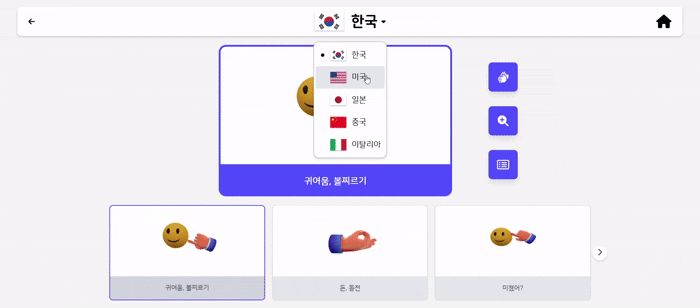 한국
한국
미국
일본
중국
이탈리아
귀여움, 볼찌르기
귀여움, 볼찌르기
돈, 동전
미쳤어?